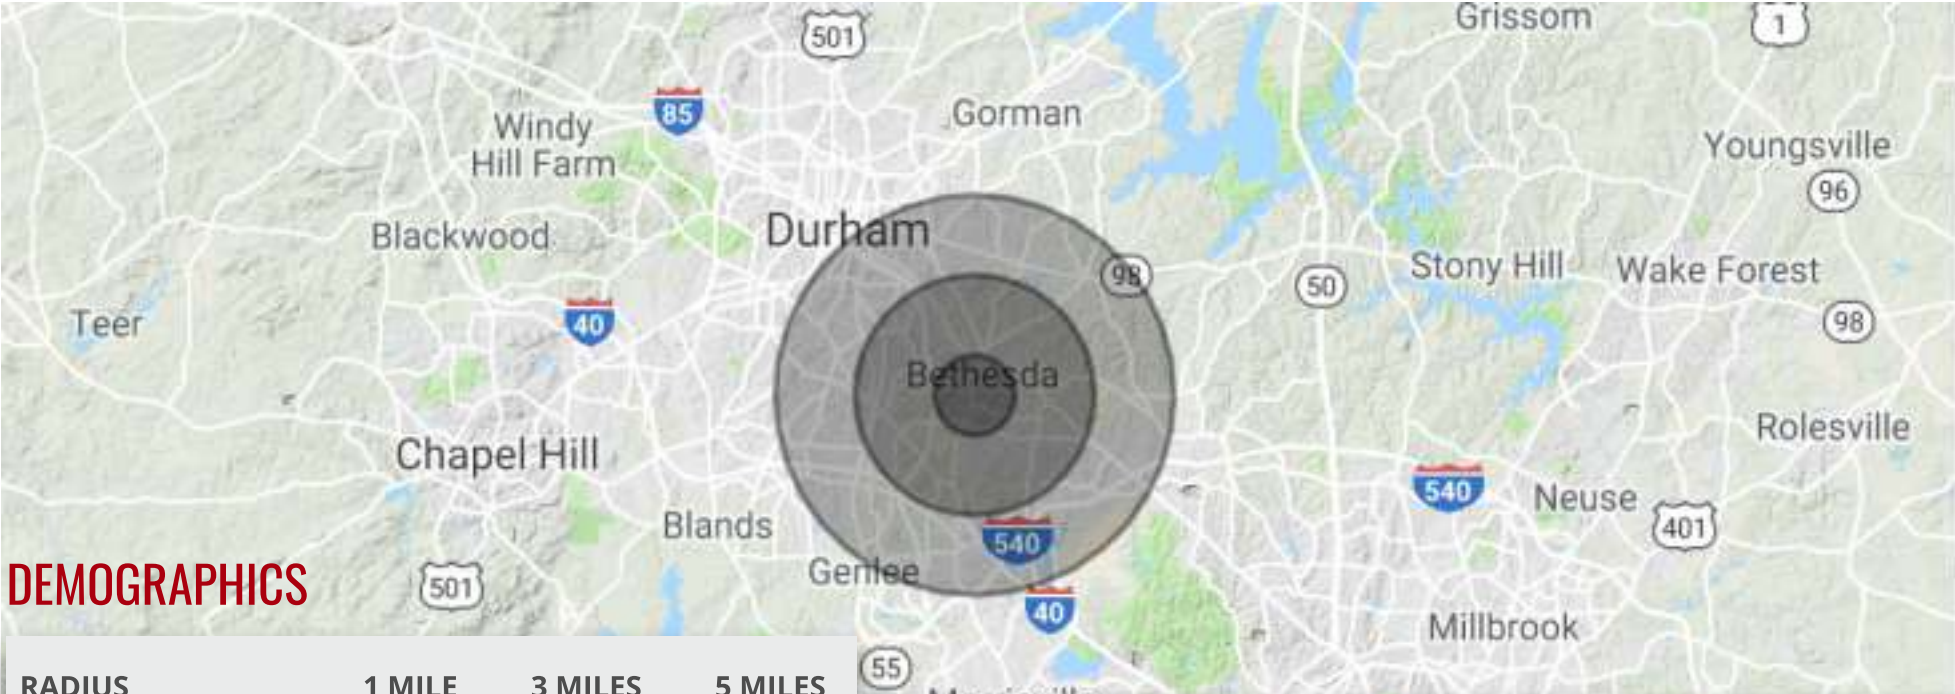 501
Grissom
1
85
Gorman
Windy
Hill Farm
Youngsville
96
Durham
Blackwood
98
50
Stony Hill
Wake Forest
Teer
40
98
Bethesda
Rolesville
Chapel Hill
540
Neuse
401
Blands
540
Genlee
DEMOGRAPHICS
501
40
Millbrook
55
RADIUS 1 MILE 3 MILES 5 MILES